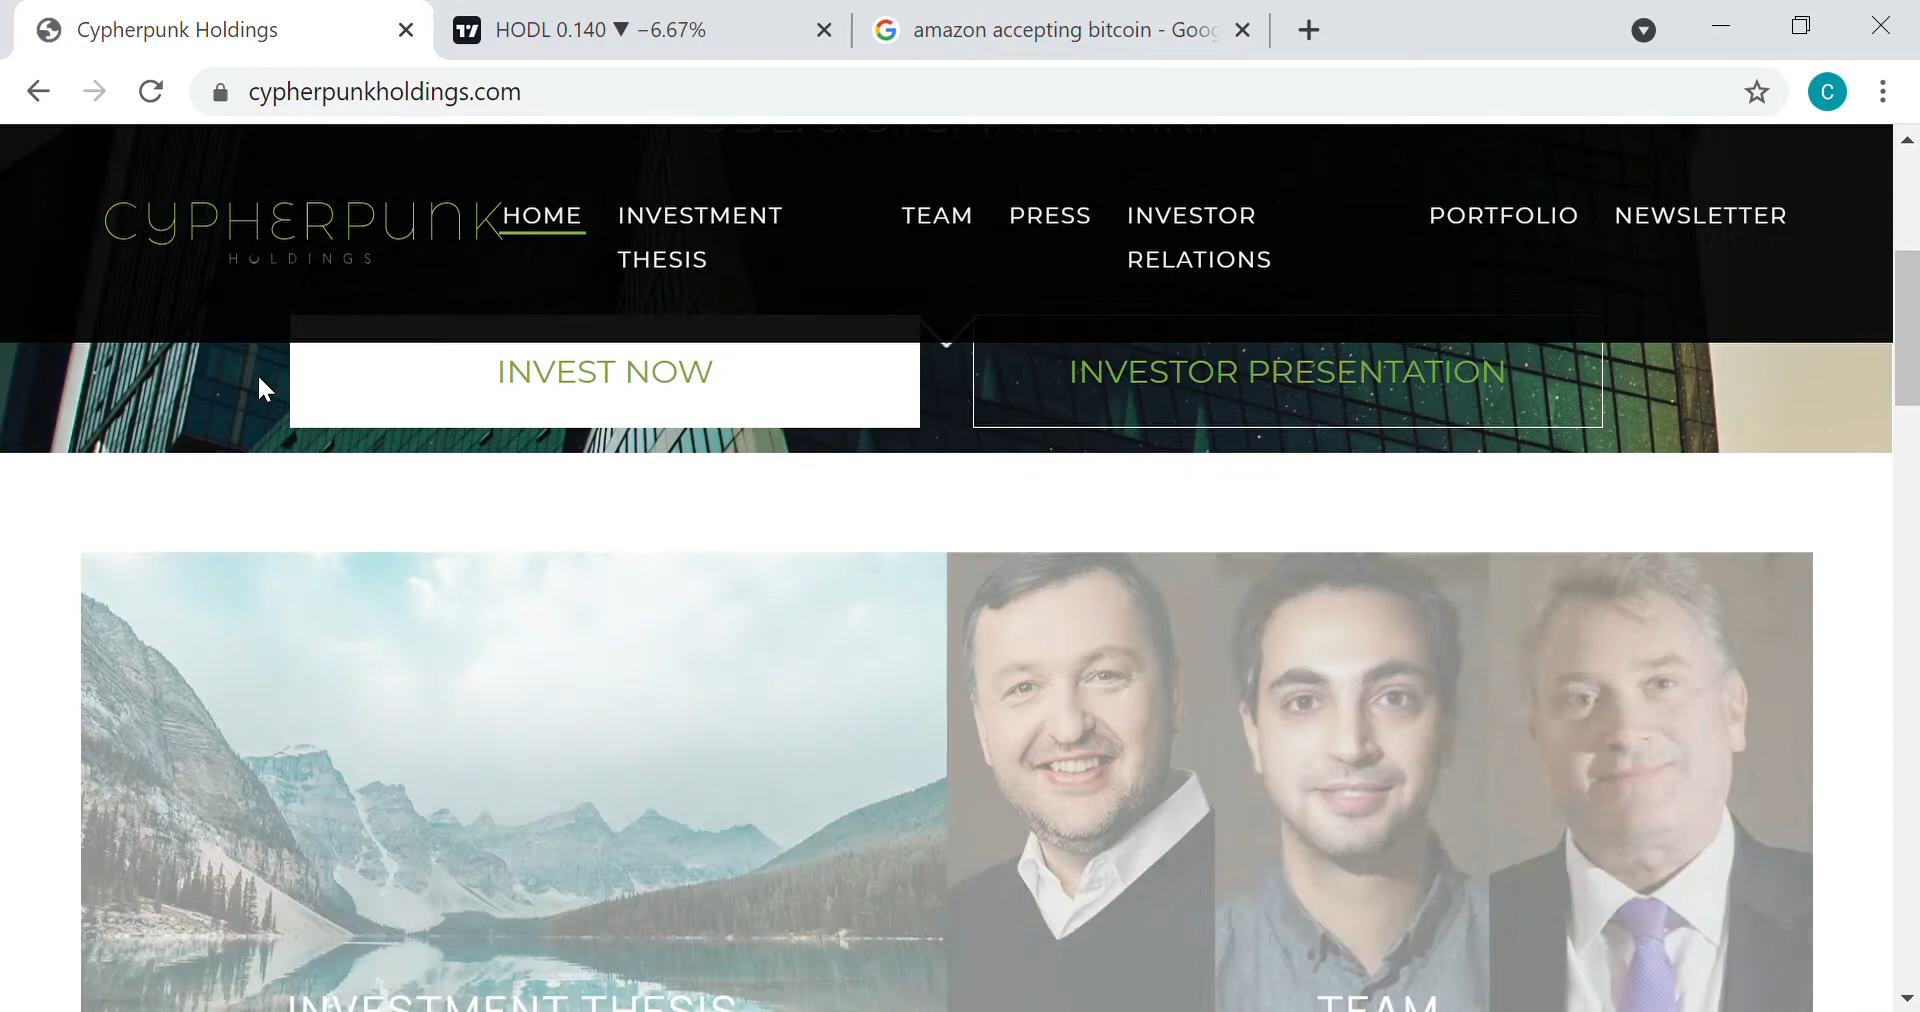 Cypherpunk Holdings
HODL 0.140 ▼ −6.67%
amazon accepting bitcoin - Goog
cypherpunkholdings.com
C
CYPHERPUNK
HOLDINGS
HOME
INVESTMENT
THESIS
TEAM
PRESS
INVESTOR
RELATIONS
PORTFOLIO
NEWSLETTER
INVEST NOW
INVESTOR PRESENTATION
INVESTMENT THESIS
TEAM